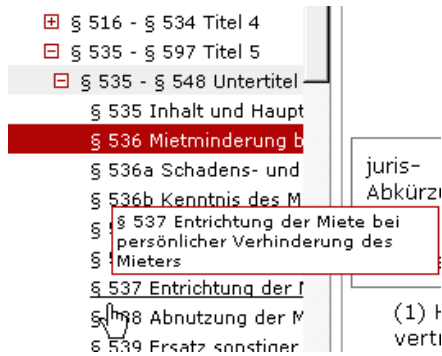 § 516 - § 534 Titel 4
§ 535 - § 597 Titel 5
§ 535 - § 548 Untertitel
§ 535 Inhalt und Haupt
§ 536 Mietminderung b
§ 536a Schadens- und
§ 536b Kenntnis des M
§ 537 Entrichtung der Miete bei
persönlicher Verhinderung des
Mieters
§ 537 Entrichtung der
§ 538 Abnutzung der M
§ 539 Ersatz sonstiger
juris-
Abkürzu
(1) H
vertr